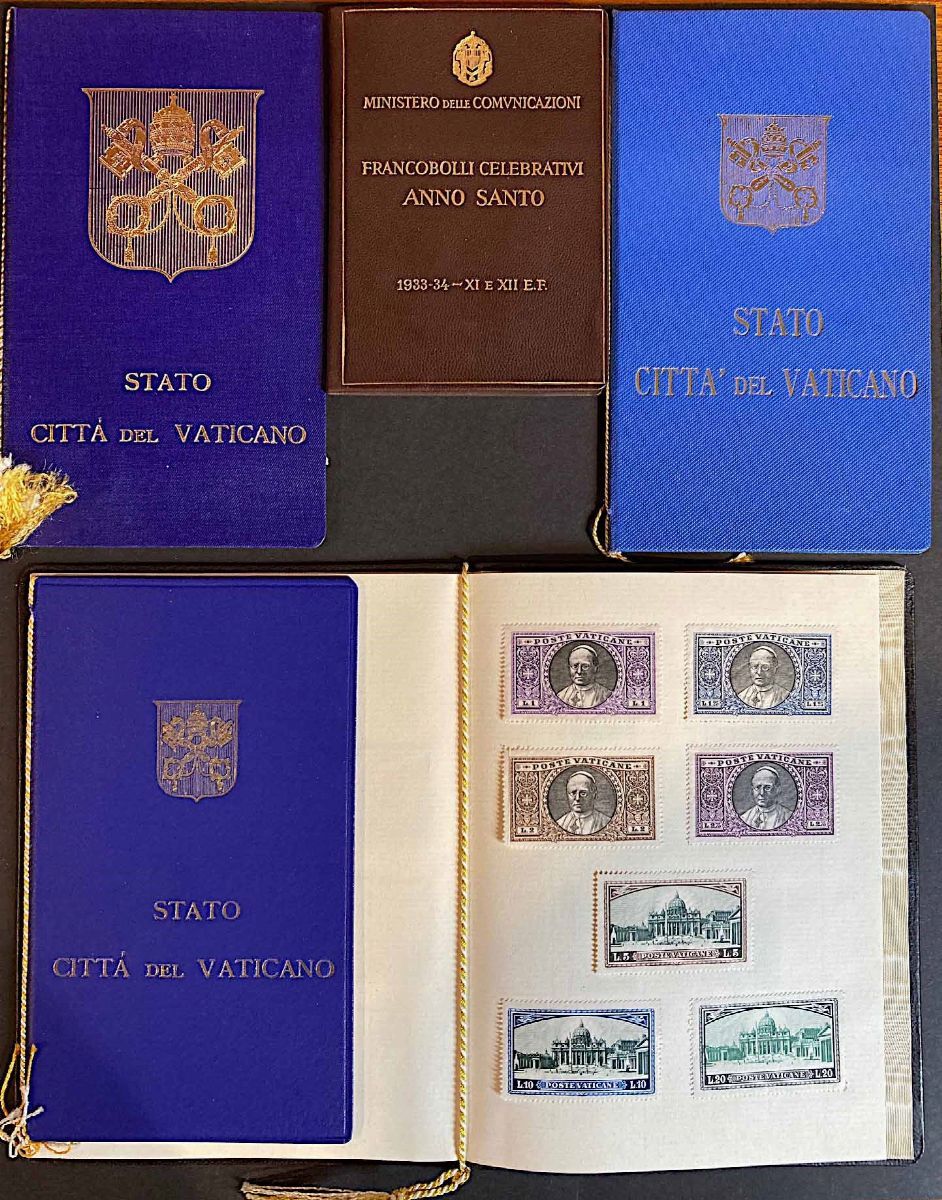 STATO
CITTÁ DEL VATICANO
MINISTERO DELLE COMVNICAZIONI
FRANCOBOLLI CELEBRATIVI
ANNO SANTO
1933-34 ~ XI E XII E.F.
STATO
CITTA' DEL VATICANO
STATO
CITTÁ DEL VATICANO
POSTE VATICANE
L.1 L.1
POSTE VATICANE
POSTE VATICANE
L.2 L.2
POSTE VATICANE
L.5 POSTE VATICANE L.5
L.10 POSTE VATICANE L.10
L.20 POSTE VATICANE L.20